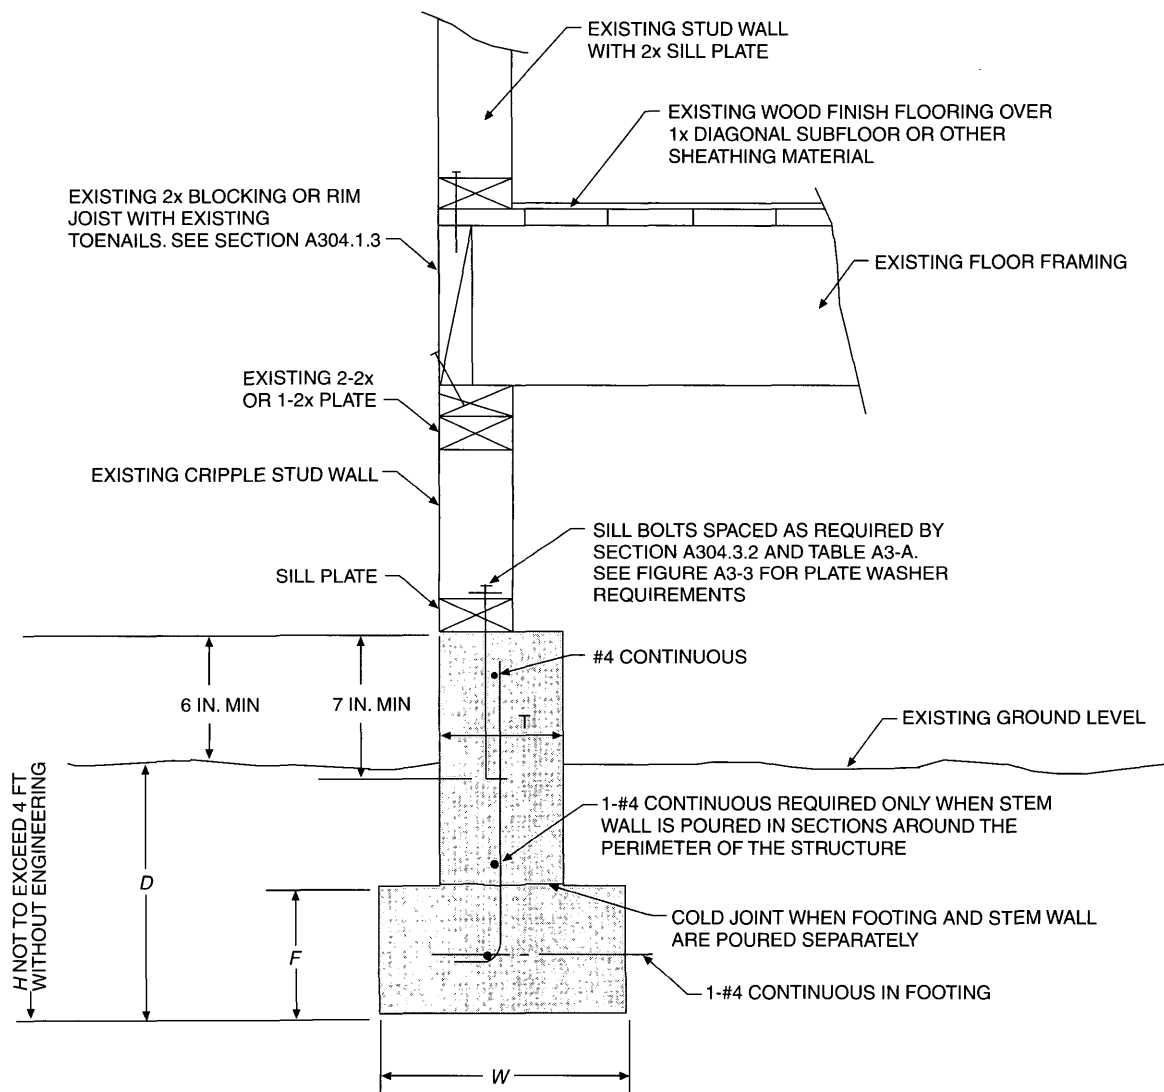 EXISTING STUD WALL
WITH 2x SILL PLATE
EXISTING WOOD FINISH FLOORING OVER
1x DIAGONAL SUBFLOOR OR OTHER
SHEATHING MATERIAL
EXISTING 2x BLOCKING OR RIM
JOIST WITH EXISTING
TOENAILS. SEE SECTION A304.1.3
EXISTING FLOOR FRAMING
EXISTING 2-2x
OR 1-2x PLATE
EXISTING CRIPPLE STUD WALL
SILL BOLTS SPACED AS REQUIRED BY
SECTION A304.3.2 AND TABLE A3-A.
SEE FIGURE A3-3 FOR PLATE WASHER
REQUIREMENTS
SILL PLATE
#4 CONTINUOUS
6 IN. MIN
7 IN. MIN
T
EXISTING GROUND LEVEL
H NOT TO EXCEED 4 FT
WITHOUT ENGINEERING
1-#4 CONTINUOUS REQUIRED ONLY WHEN STEM
WALL IS POURED IN SECTIONS AROUND THE
PERIMETER OF THE STRUCTURE
D
COLD JOINT WHEN FOOTING AND STEM WALL
ARE POURED SEPARATELY
F
1-#4 CONTINUOUS IN FOOTING
W